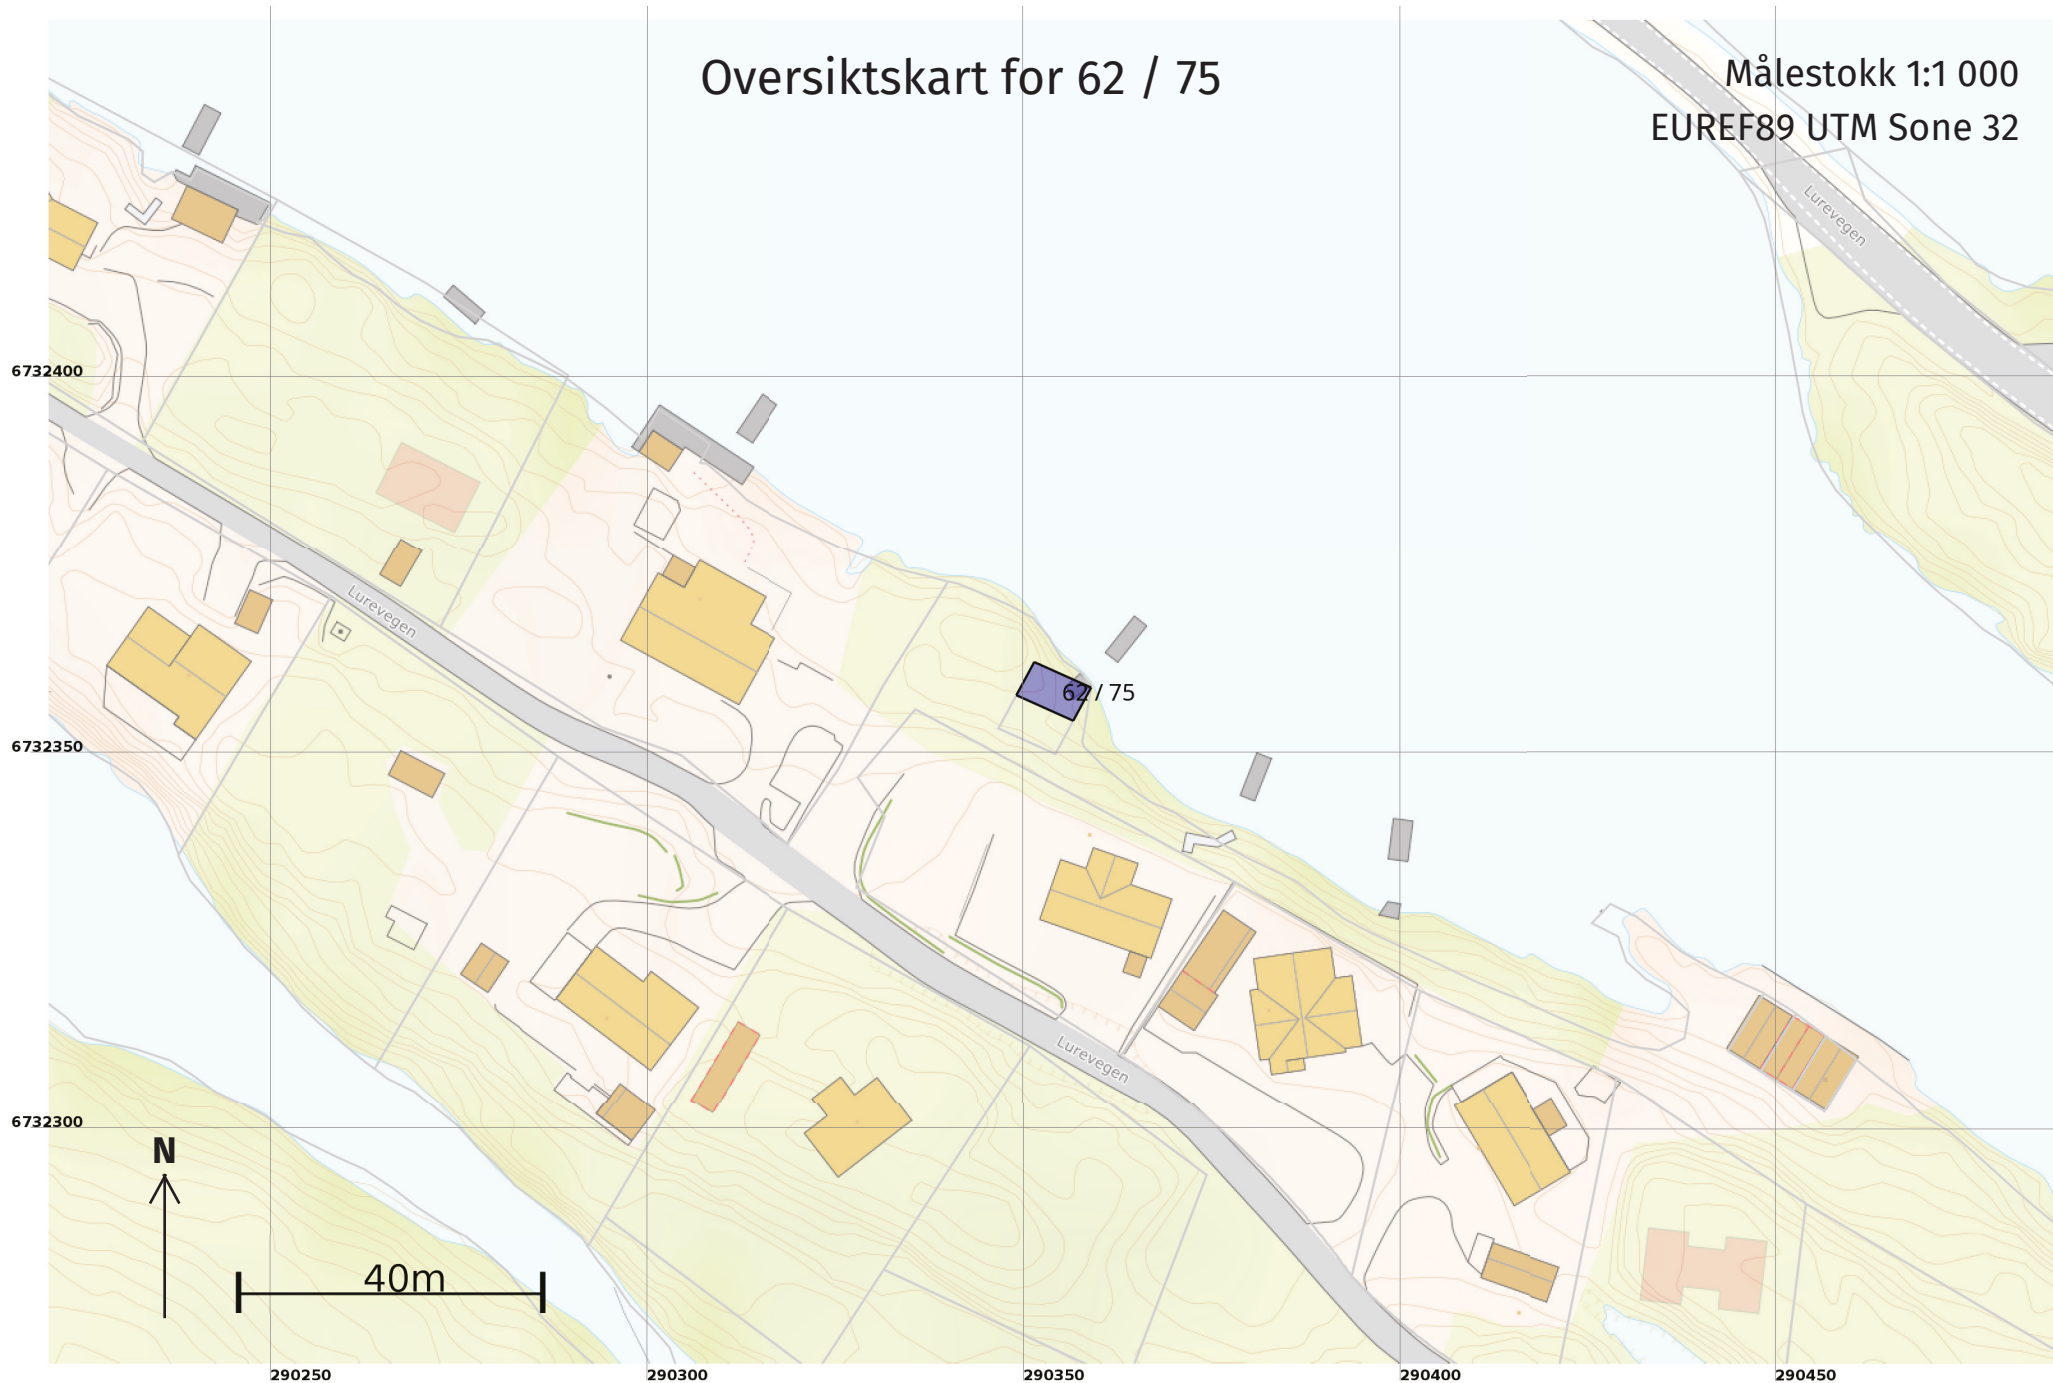 Oversiktskart for 62 / 75
Målestokk 1:1 000
EUREF89 UTM Sone 32
Lurevegen
6732400
Lurevegen
62 / 75
6732350
Lurevegen
6732300
N
40m
290250
290300
290350
290400
290450